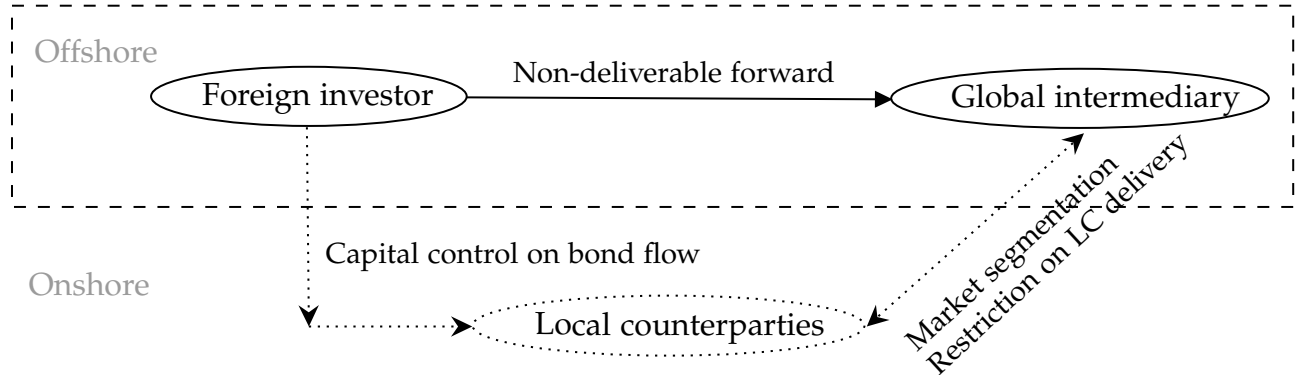 Offshore
Non-deliverable forward
Foreign investor
Global intermediary
Capital control on bond flow
Market segmentation
Restriction on LC delivery
Onshore
Local counterparties